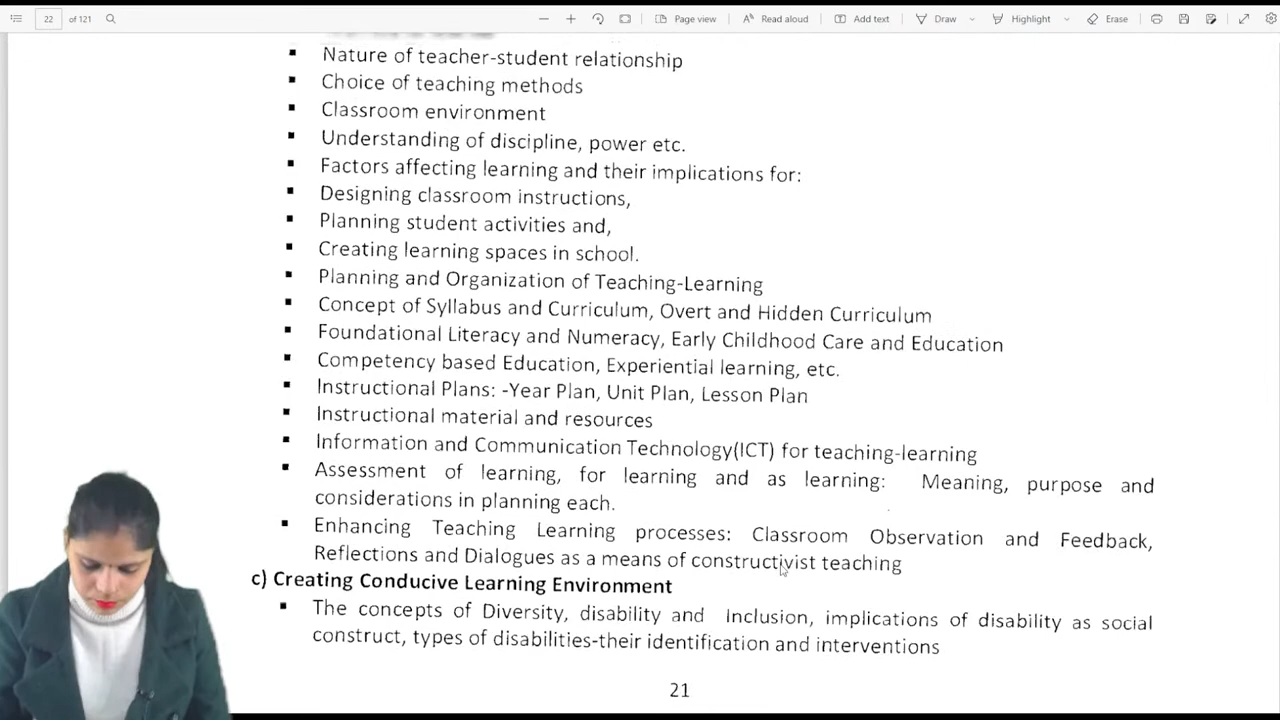 22 of 121 Page view Read aloud Add text Draw Highlight Erase
▪ Nature of teacher-student relationship
▪ Choice of teaching methods
▪ Classroom environment
▪ Understanding of discipline, power etc.
▪ Factors affecting learning and their implications for:
▪ Designing classroom instructions,
▪ Planning student activities and,
▪ Creating learning spaces in school.
▪ Planning and Organization of Teaching-Learning
▪ Concept of Syllabus and Curriculum, Overt and Hidden Curriculum
▪ Foundational Literacy and Numeracy, Early Childhood Care and Education
▪ Competency based Education, Experiential learning, etc.
▪ Instructional Plans: -Year Plan, Unit Plan, Lesson Plan
▪ Instructional material and resources
▪ Information and Communication Technology(ICT) for teaching-learning
▪ Assessment of learning, for learning and as learning: Meaning, purpose and
considerations in planning each.
▪ Enhancing Teaching Learning processes: Classroom Observation and Feedback,
Reflections and Dialogues as a means of constructivist teaching
c) Creating Conducive Learning Environment
▪ The concepts of Diversity, disability and Inclusion, implications of disability as social
construct, types of disabilities-their identification and interventions
21